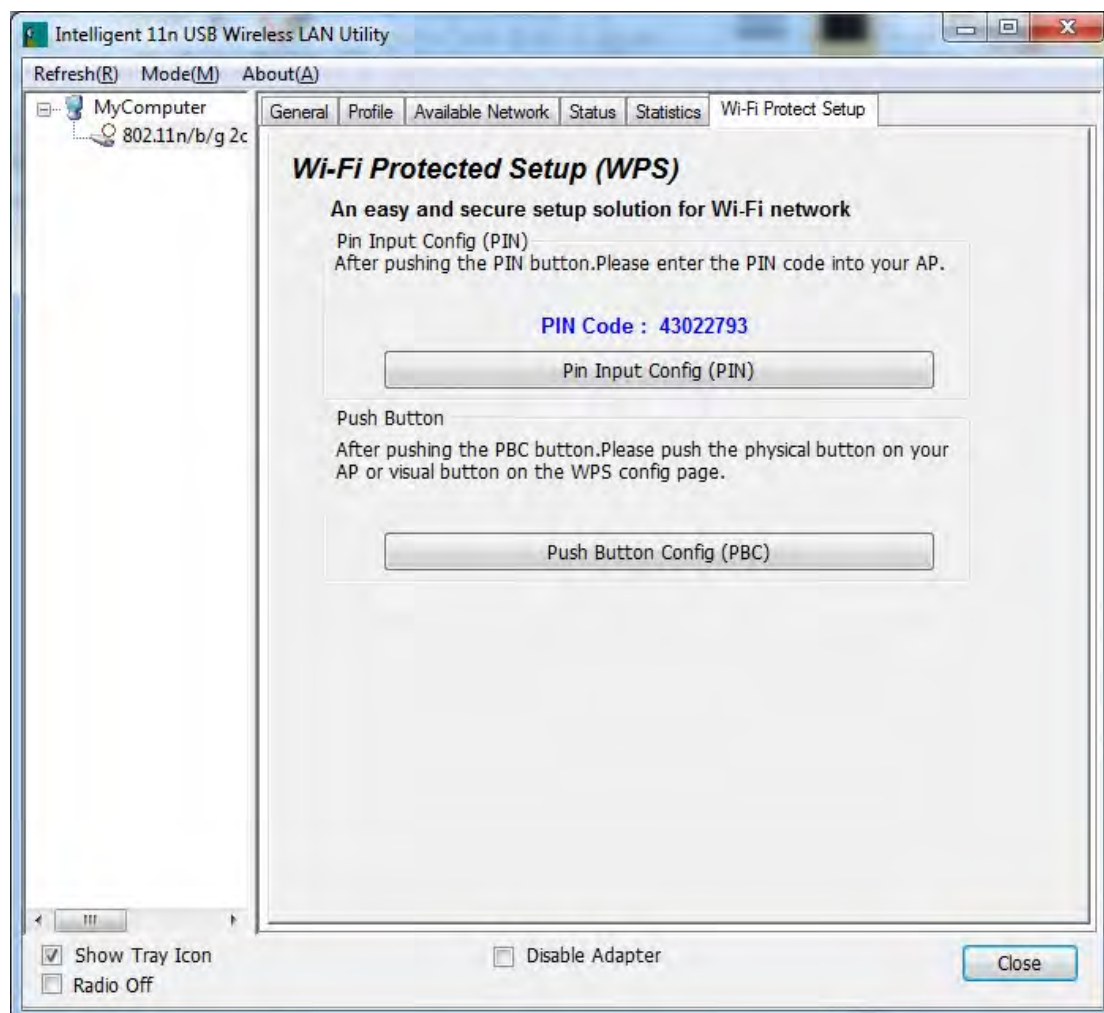 Intelligent 11n USB Wireless LAN Utility
Refresh(R) Mode(M) About(A)
MyComputer
802.11n/b/g 2c
General Profile Available Network Status Statistics Wi-Fi Protect Setup
Wi-Fi Protected Setup (WPS)
An easy and secure setup solution for Wi-Fi network
Pin Input Config (PIN)
After pushing the PIN button.Please enter the PIN code into your AP.
PIN Code : 43022793
Pin Input Config (PIN)
Push Button
After pushing the PBC button.Please push the physical button on your
AP or visual button on the WPS config page.
Push Button Config (PBC)
Show Tray Icon
Radio Off
Disable Adapter
Close